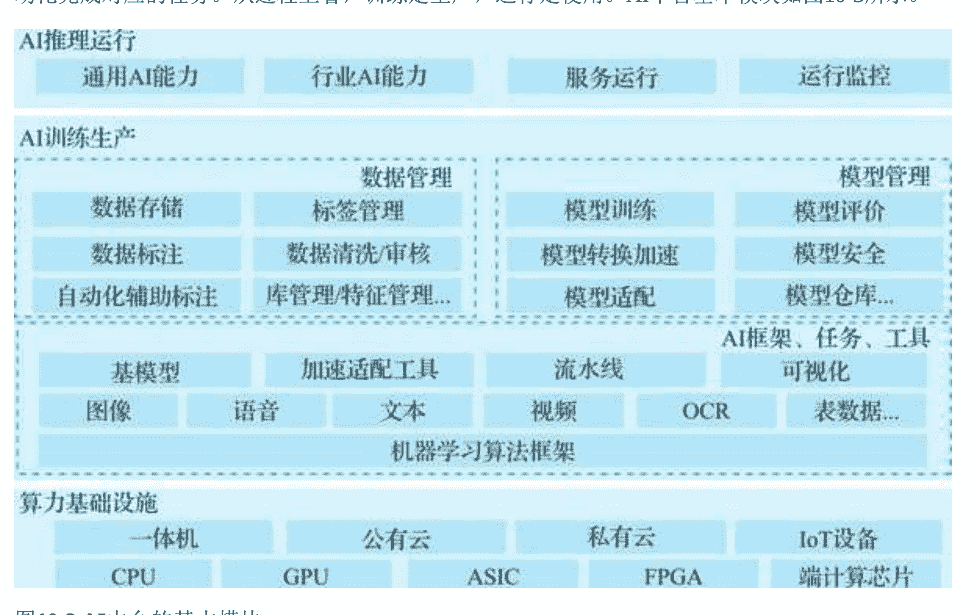 AI推理运行
通用AI能力 行业AI能力 服务运行 运行监控
AI训练生产
数据管理 模型管理
数据存储 标签管理 模型训练 模型评价
数据标注 数据清洗/审核 模型转换加速 模型安全
自动化辅助标注 库管理/特征管理... 模型适配 模型仓库...
AI框架、任务、工具
基模型 加速适配工具 流水线 可视化
图像 语音 文本 视频 OCR 表数据...
机器学习算法框架
算力基础设施
一体机 公有云 私有云 IoT设备
CPU GPU ASIC FPGA 端计算芯片